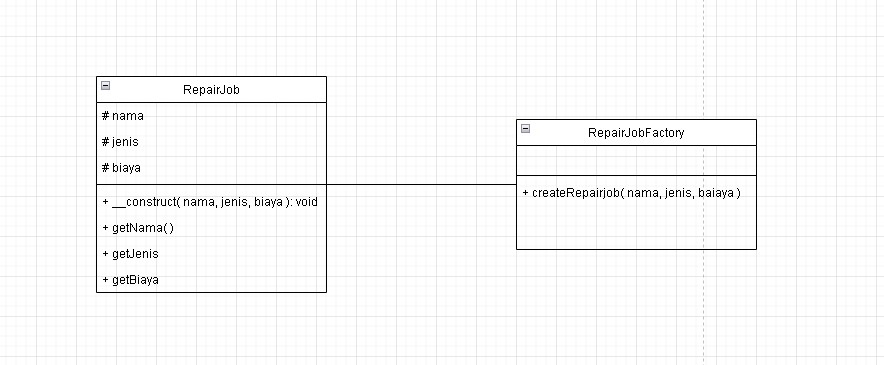 RepairJob
# nama
# jenis
# biaya
+ __construct( nama, jenis, biaya ): void
+ getNama( )
+ getJenis
+ getBiaya
RepairJobFactory
+ createRepairjob( nama, jenis, baiaya )